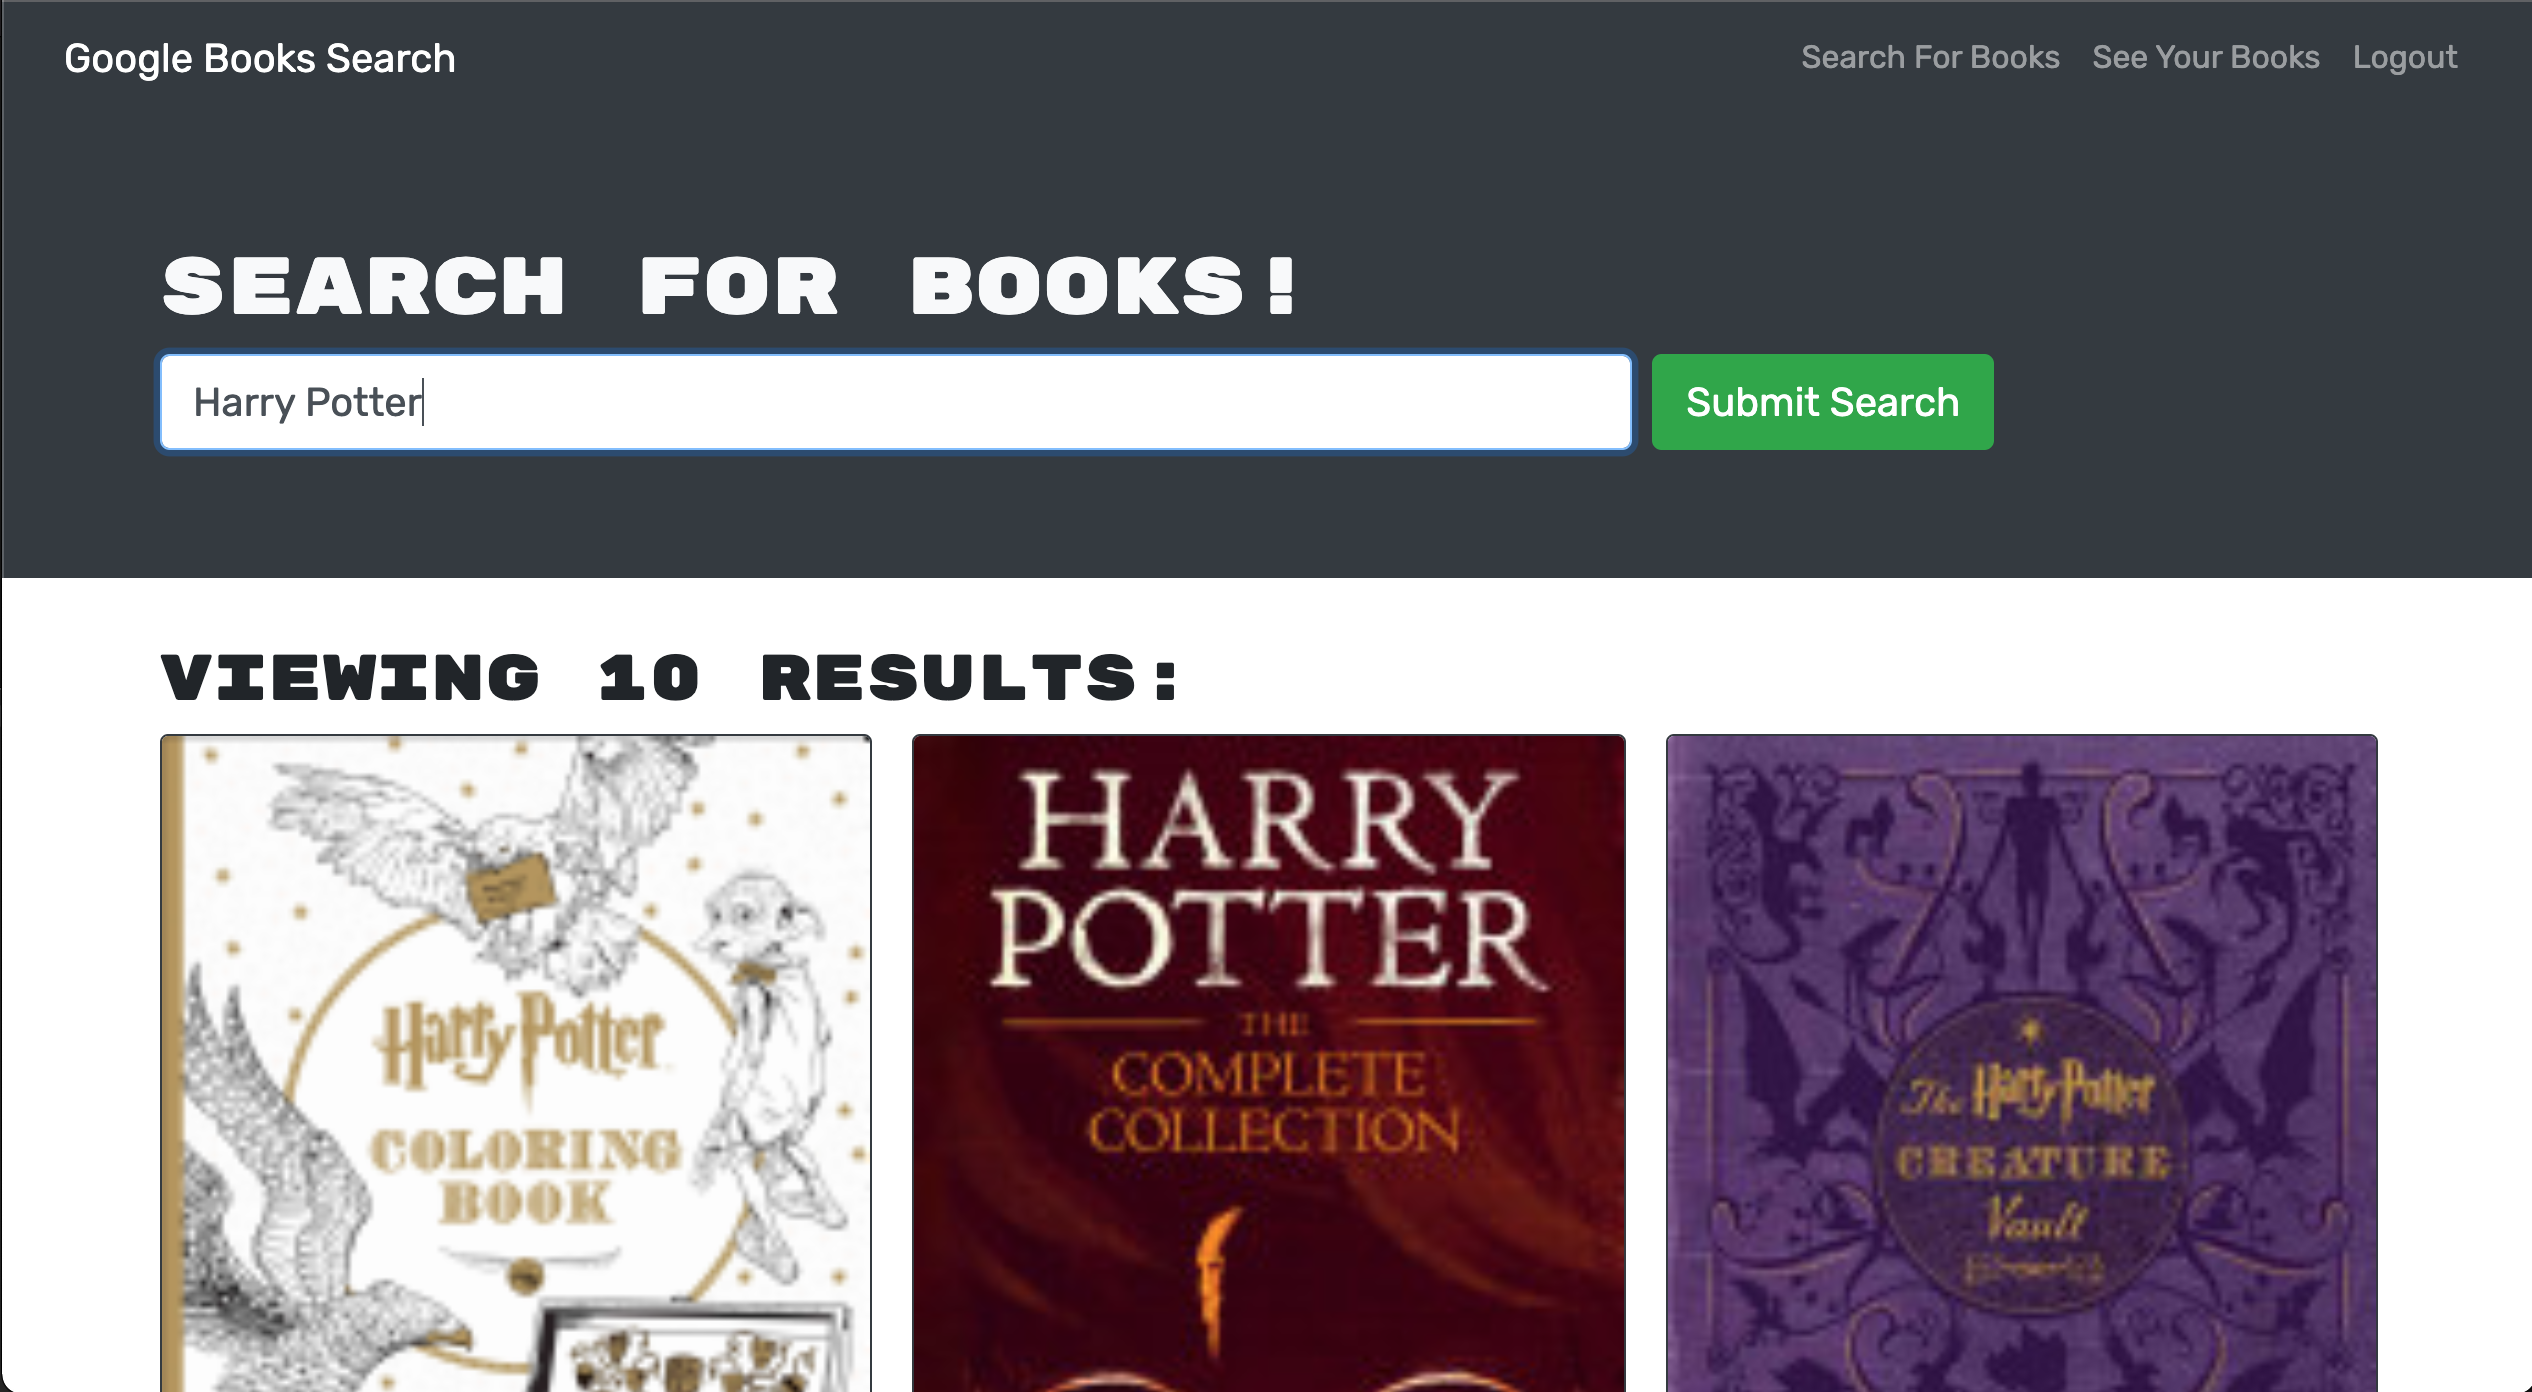 Google Books Search
Search For Books
See Your Books
Logout
SEARCH FOR BOOKS!
Harry Potter
Submit Search
VIEWING 10 RESULTS:
Harry Potter
COLORING
BOOK
HARRY
POTTER
THE
COMPLETE
COLLECTION
The Harry Potter
CREATURE
Vault